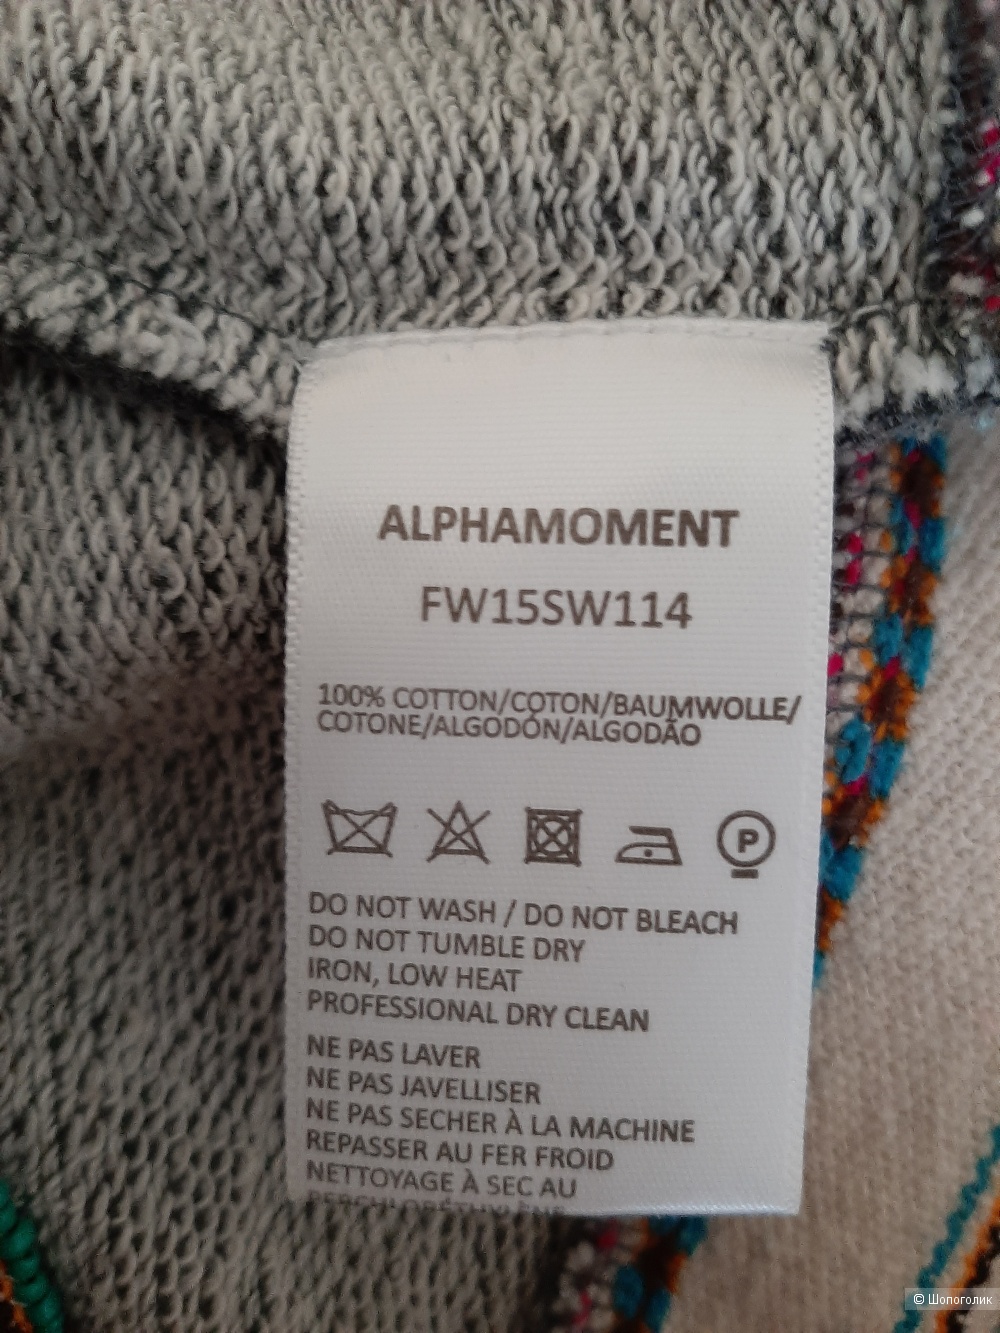 ALPHAMOMENT
FW15SW114
100% COTTON/COTON/BAUMWOLLE/
COTONE/ALGODÓN/ALGODÃO
P
DO NOT WASH / DO NOT BLEACH
DO NOT TUMBLE DRY
IRON, LOW HEAT
PROFESSIONAL DRY CLEAN
NE PAS LAVER
NE PAS JAVELLISER
NE PAS SECHER À LA MACHINE
REPASSER AU FER FROID
NETTOYAGE À SEC AU
PERCHLORÉTHYLÈNE
© Шопоголик